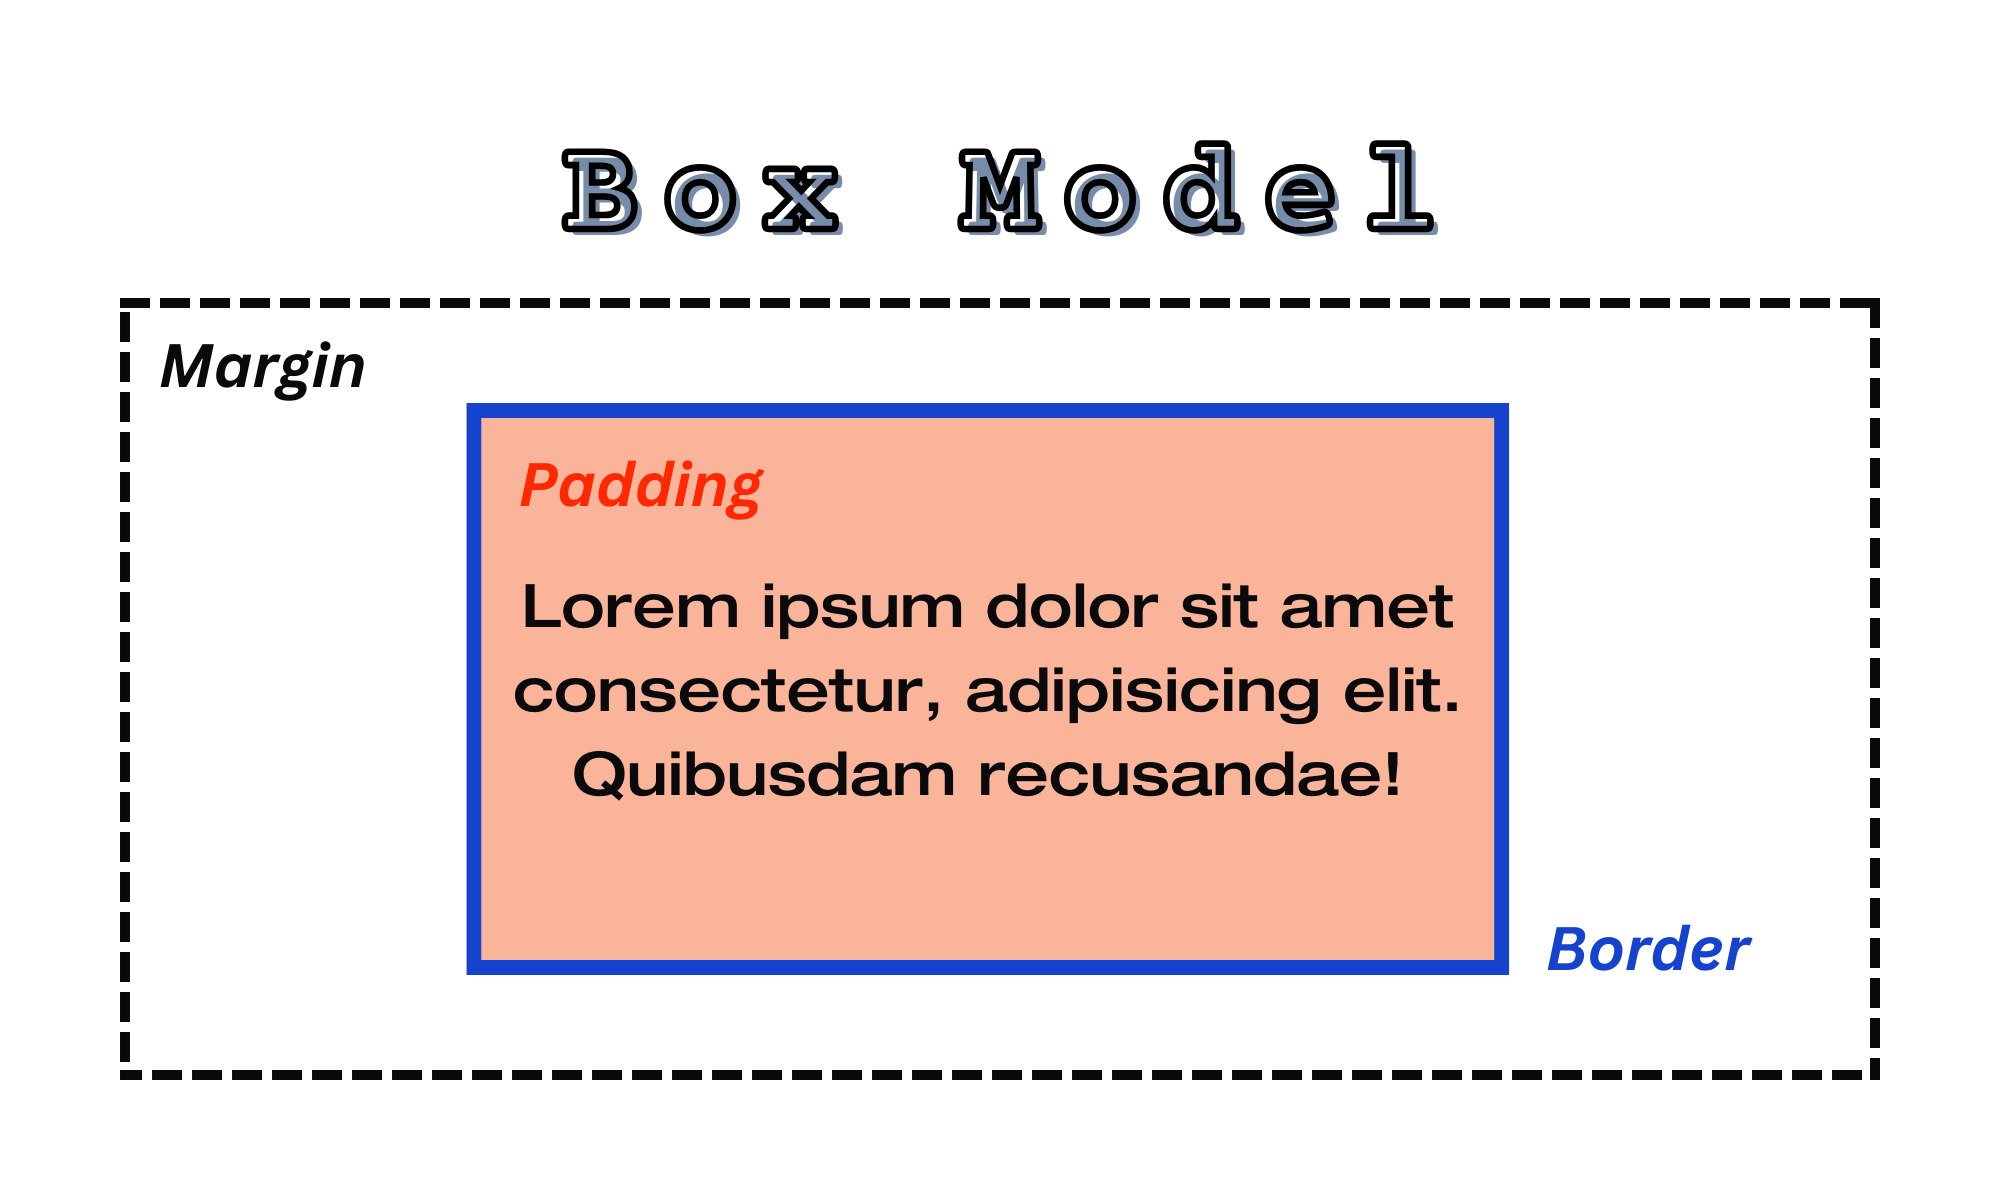 Box Model
Margin
Padding
Lorem ipsum dolor sit amet
consectetur, adipisicing elit.
Quibusdam recusandae!
Border